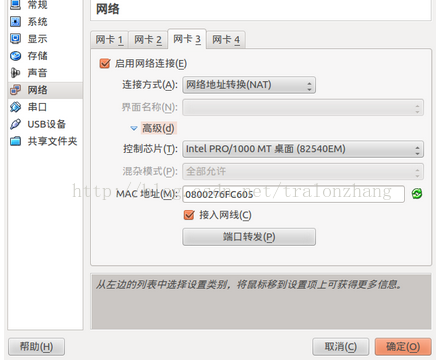 常规
网络
系统
显示
存储
声音
网络
串口
USB设备
共享文件夹
网卡 1 网卡 2 网卡 3 网卡 4
启用网络连接(E)
连接方式(A): 网络地址转换(NAT)
界面名称(N):
高级(d)
控制芯片(T): Intel PRO/1000 MT 桌面 (82540EM)
混杂模式(P): 全部允许
MAC 地址(M): 0800276FC605
接入网线(C)
端口转发(P)
从左边的列表中选择设置类别，将鼠标移到设置项上可获得更多信息。
帮助(H) 取消(C) 确定(O)